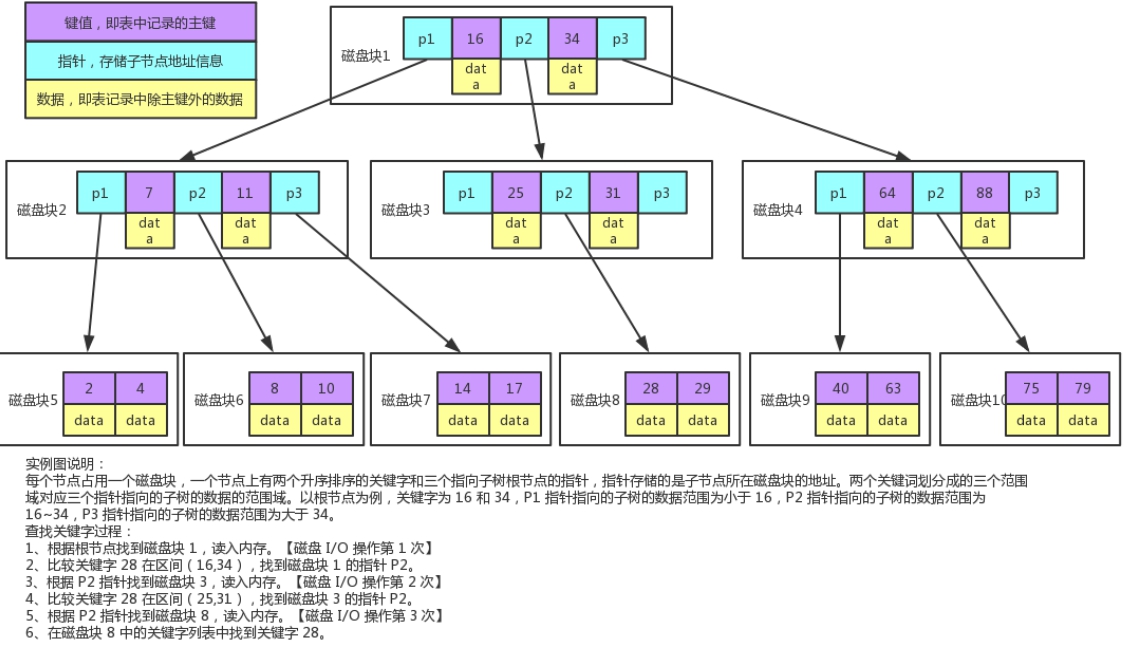 键值，即表中记录的主键
指针，存储子节点地址信息
数据，即表记录中除主键外的数据
磁盘块1
p1 16 p2 34 p3
dat
a
dat
a
磁盘块2
p1 7 p2 11 p3
dat
a
dat
a
磁盘块3
p1 25 p2 31 p3
dat
a
dat
a
磁盘块4
p1 64 p2 88 p3
dat
a
dat
a
磁盘块5
2 4
data data
磁盘块6
8 10
data data
磁盘块7
14 17
data data
磁盘块8
28 29
data data
磁盘块9
40 63
data data
磁盘块10
75 79
data data
实例图说明：
每个节点占用一个磁盘块，一个节点上有两个升序排序的关键字和三个指向子树根节点的指针，指针存储的是子节点所在磁盘块的地址。两个关键词划分成的三个范围
域对应三个指针指向的子树的数据的范围域。以根节点为例，关键字为 16 和 34，P1 指针指向的子树的数据范围为小于 16，P2 指针指向的子树的数据范围为
16~34，P3 指针指向的子树的数据范围为大于 34。
查找关键字过程：
1、根据根节点找到磁盘块 1，读入内存。【磁盘 I/O 操作第 1 次】
2、比较关键字 28 在区间（16,34），找到磁盘块 1 的指针 P2。
3、根据 P2 指针找到磁盘块 3，读入内存。【磁盘 I/O 操作第 2 次】
4、比较关键字 28 在区间（25,31），找到磁盘块 3 的指针 P2。
5、根据 P2 指针找到磁盘块 8，读入内存。【磁盘 I/O 操作第 3 次】
6、在磁盘块 8 中的关键字列表中找到关键字 28。